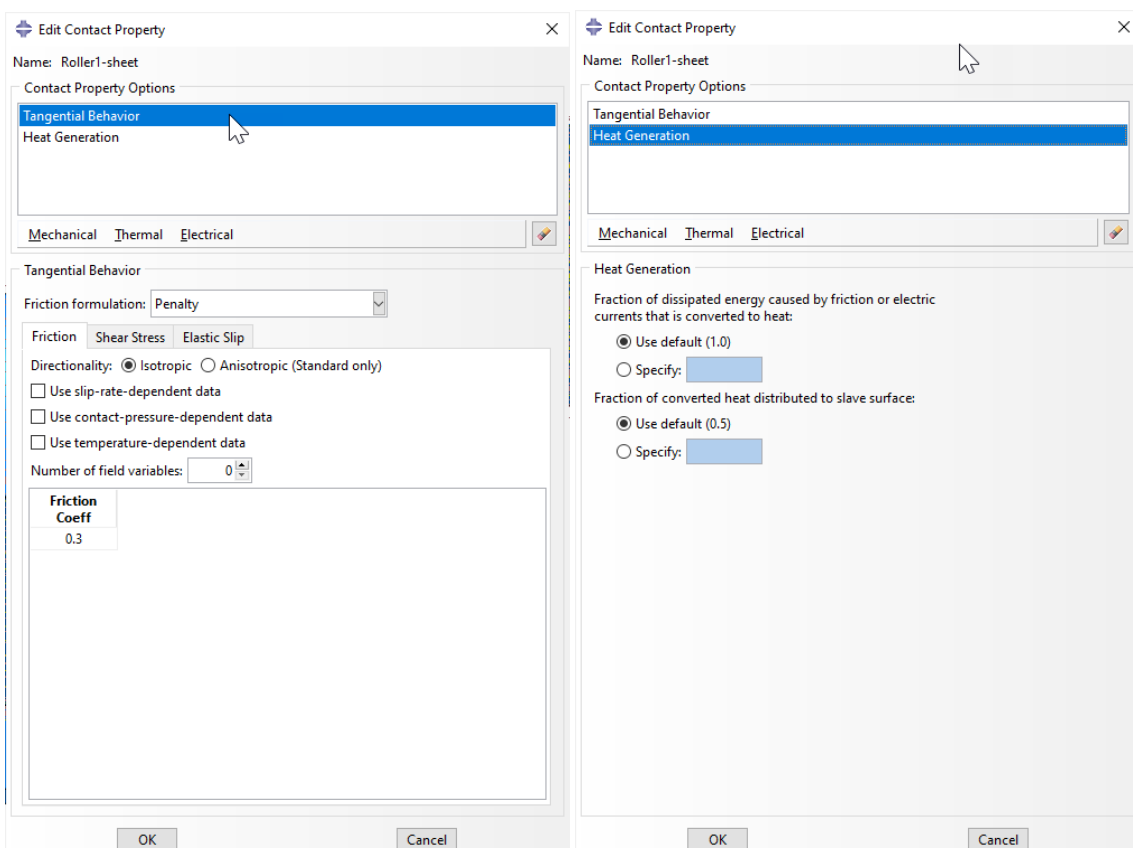 Edit Contact Property
Name: Roller1-sheet
Contact Property Options
Tangential Behavior
Heat Generation
Mechanical Thermal Electrical
Tangential Behavior
Friction formulation: Penalty
Friction Shear Stress Elastic Slip
Directionality: Isotropic Anisotropic (Standard only)
Use slip-rate-dependent data
Use contact-pressure-dependent data
Use temperature-dependent data
Number of field variables: 0
Friction
Coeff
0.3
OK Cancel
Edit Contact Property
Name: Roller1-sheet
Contact Property Options
Tangential Behavior
Heat Generation
Mechanical Thermal Electrical
Heat Generation
Fraction of dissipated energy caused by friction or electric
currents that is converted to heat:
Use default (1.0)
Specify:
Fraction of converted heat distributed to slave surface:
Use default (0.5)
Specify:
OK Cancel